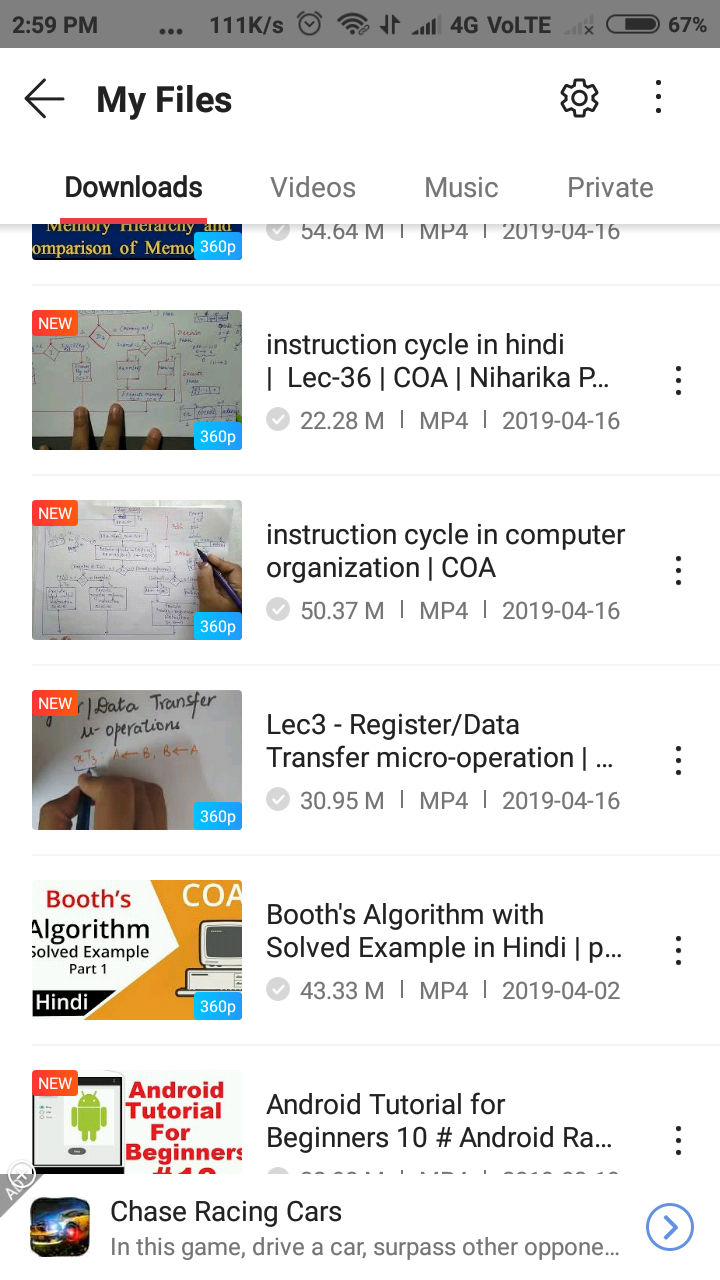 2:59 PM ... 111K/s 4G VoLTE 67%
My Files
Downloads Videos Music Private
Memory Hierarchy and
omparison of Memo
360p
54.64 M | MP4 | 2019-04-16
NEW
360p
instruction cycle in hindi
| Lec-36 | COA | Niharika P...
22.28 M | MP4 | 2019-04-16
NEW
360p
instruction cycle in computer
organization | COA
50.37 M | MP4 | 2019-04-16
NEW
r/Data Transfer
μ-operations
xT3: A←B, B←A
360p
Lec3 - Register/Data
Transfer micro-operation | ...
30.95 M | MP4 | 2019-04-16
Booth's
Algorithm
Solved Example
Part 1
Hindi
COA
360p
Booth's Algorithm with
Solved Example in Hindi | p...
43.33 M | MP4 | 2019-04-02
NEW
Android
Tutorial
For
Beginners
Android Tutorial for
Beginners 10 # Android Ra...
AD
Chase Racing Cars
In this game, drive a car, surpass other oppone...